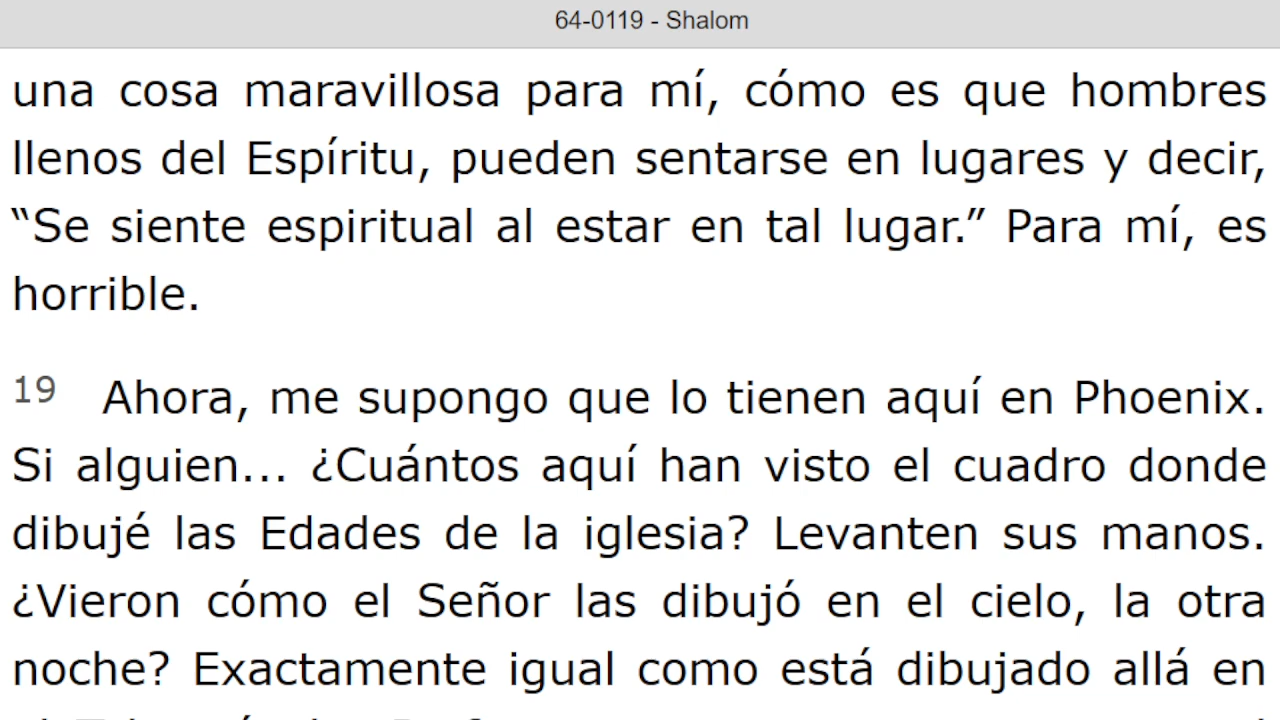 64-0119 - Shalom
una cosa maravillosa para mí, cómo es que hombres
llenos del Espíritu, pueden sentarse en lugares y decir,
“Se siente espiritual al estar en tal lugar.” Para mí, es
horrible.
19 Ahora, me supongo que lo tienen aquí en Phoenix.
Si alguien... ¿Cuántos aquí han visto el cuadro donde
dibujé las Edades de la iglesia? Levanten sus manos.
¿Vieron cómo el Señor las dibujó en el cielo, la otra
noche? Exactamente igual como está dibujado allá en